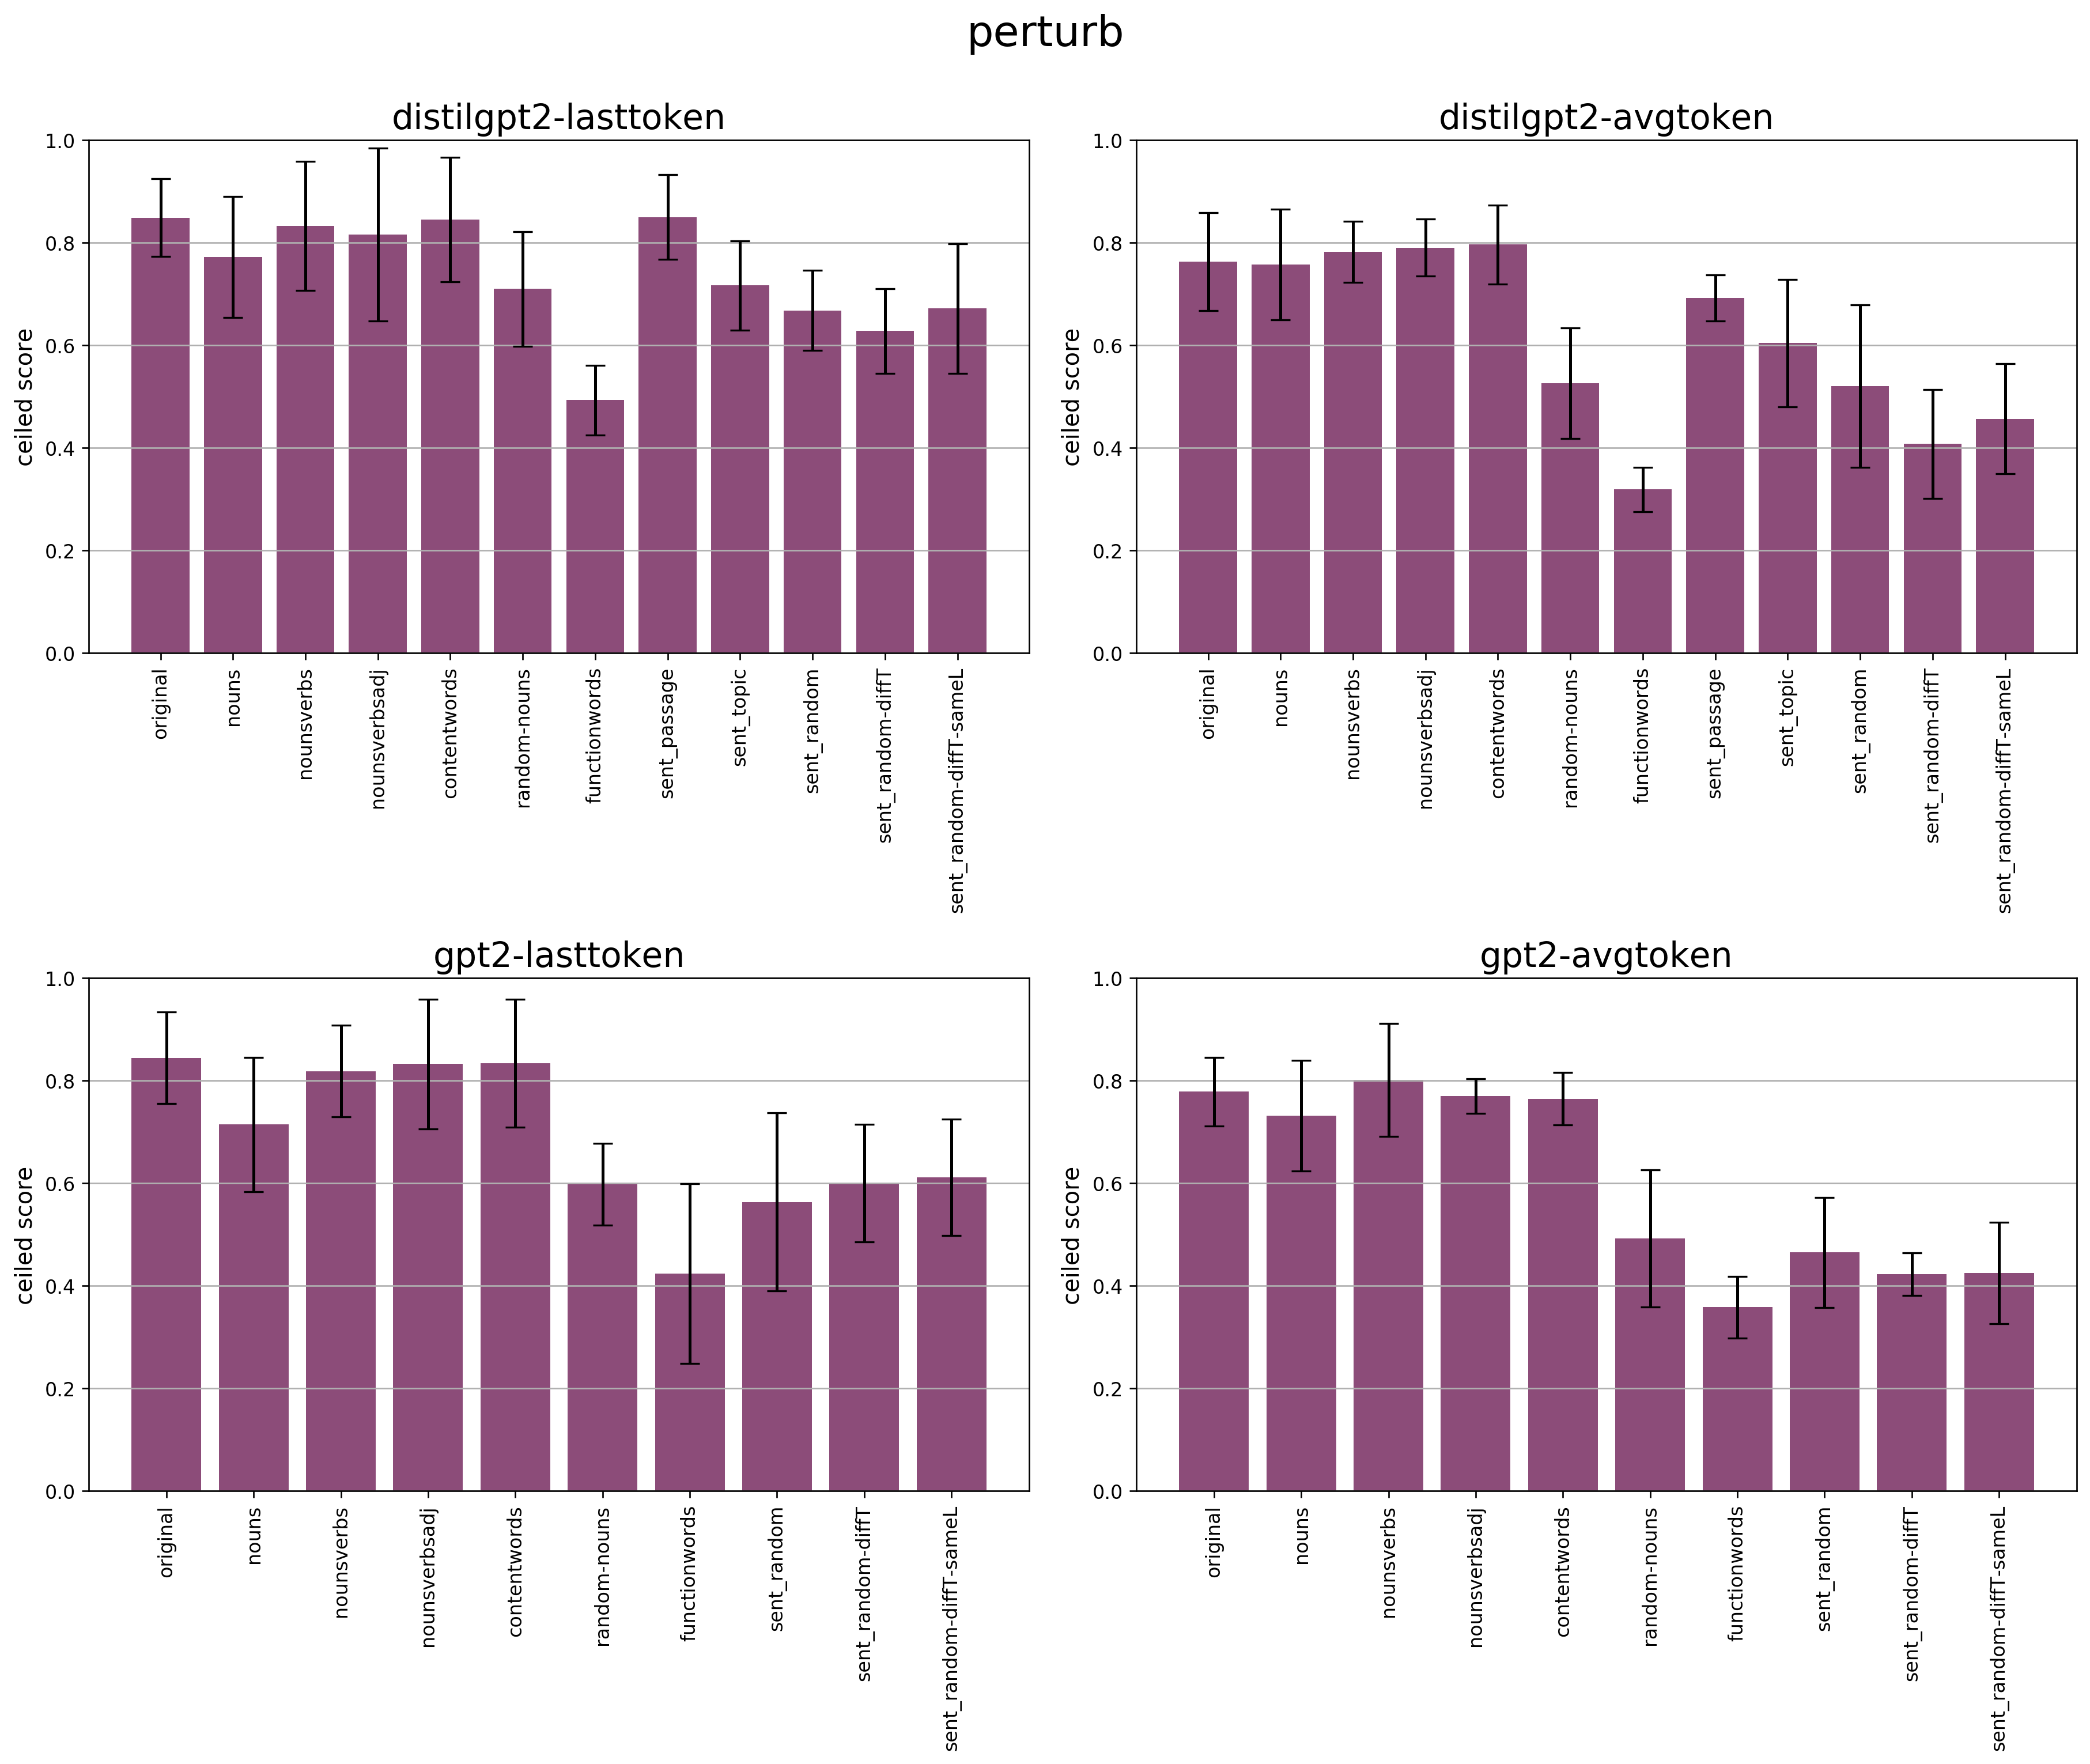 perturb
distilgpt2-lasttoken
ceiled score
1.0
0.8
0.6
0.4
0.2
0.0
original
nouns
nounsverbs
nounsverbsadj
contentwords
random-nouns
functionwords
sent_passage
sent_topic
sent_random
sent_random-diffT
sent_random-diffT-sameL
distilgpt2-avgtoken
ceiled score
1.0
0.8
0.6
0.4
0.2
0.0
original
nouns
nounsverbs
nounsverbsadj
contentwords
random-nouns
functionwords
sent_passage
sent_topic
sent_random
sent_random-diffT
sent_random-diffT-sameL
gpt2-lasttoken
ceiled score
1.0
0.8
0.6
0.4
0.2
0.0
original
nouns
nounsverbs
nounsverbsadj
contentwords
random-nouns
functionwords
sent_random
sent_random-diffT
sent_random-diffT-sameL
gpt2-avgtoken
ceiled score
1.0
0.8
0.6
0.4
0.2
0.0
original
nouns
nounsverbs
nounsverbsadj
contentwords
random-nouns
functionwords
sent_random
sent_random-diffT
sent_random-diffT-sameL